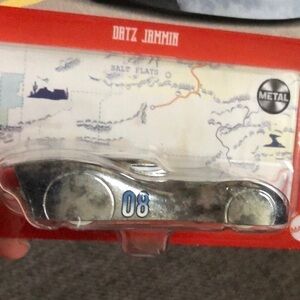 DATZ JAMMIN
SALT FLATS
METAL
08